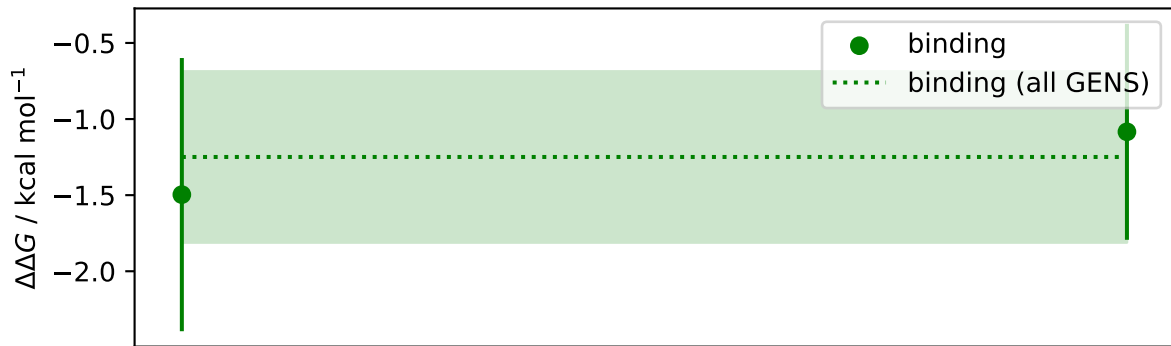 ΔΔG / kcal mol⁻¹
−0.5
−1.0
−1.5
−2.0
binding
binding (all GENS)